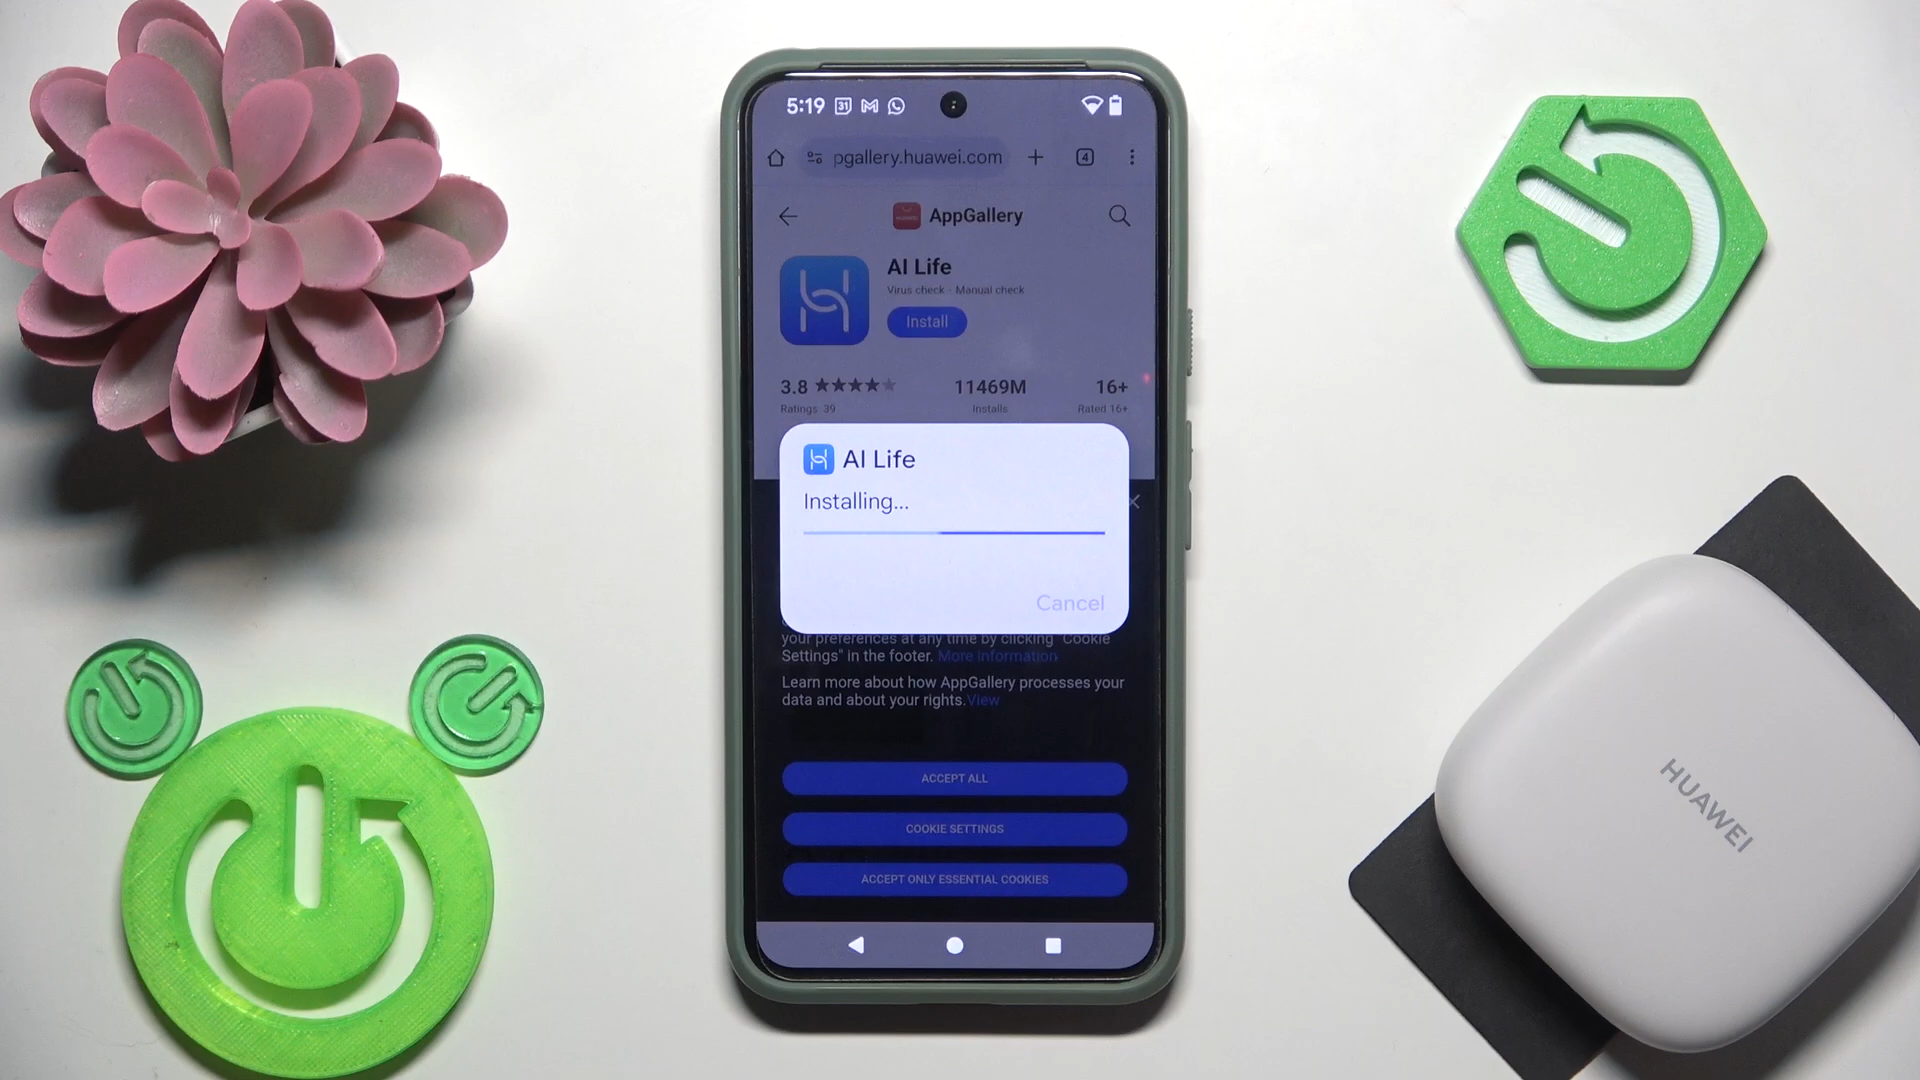 5:19 31
pgallery.huawei.com 4
AppGallery
AI Life
Virus check - Manual check
Install
3.8 11469M 16+
Ratings 39 Installs Rated 16+
AI Life
Installing...
Cancel
your preferences at any time by clicking "Cookie
Settings" in the footer. More information
Learn more about how AppGallery processes your
data and about your rights.View
ACCEPT ALL
COOKIE SETTINGS
ACCEPT ONLY ESSENTIAL COOKIES
HUAWEI